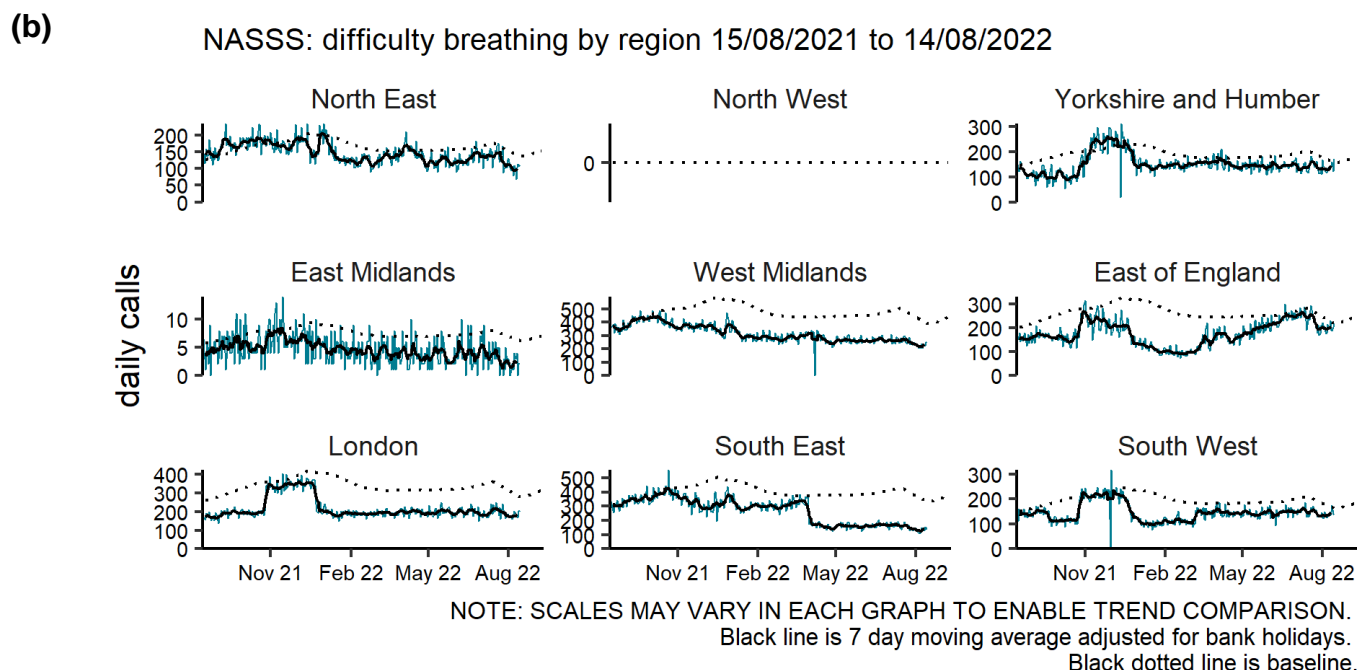 (b)
NASSS: difficulty breathing by region 15/08/2021 to 14/08/2022
North East
North West
Yorkshire and Humber
200
150
100
50
0
0
300
200
100
0
daily calls
East Midlands
West Midlands
East of England
10
5
0
500
400
300
200
100
0
300
200
100
0
London
South East
South West
400
300
200
100
0
500
400
300
200
100
0
300
200
100
0
Nov 21 Feb 22 May 22 Aug 22
Nov 21 Feb 22 May 22 Aug 22
Nov 21 Feb 22 May 22 Aug 22
NOTE: SCALES MAY VARY IN EACH GRAPH TO ENABLE TREND COMPARISON.
Black line is 7 day moving average adjusted for bank holidays.
Black dotted line is baseline.